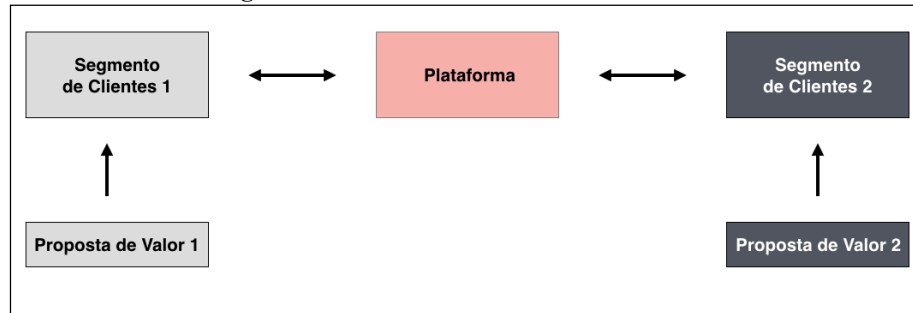 Segmento
de Clientes 1
Plataforma
Segmento
de Clientes 2
Proposta de Valor 1
Proposta de Valor 2